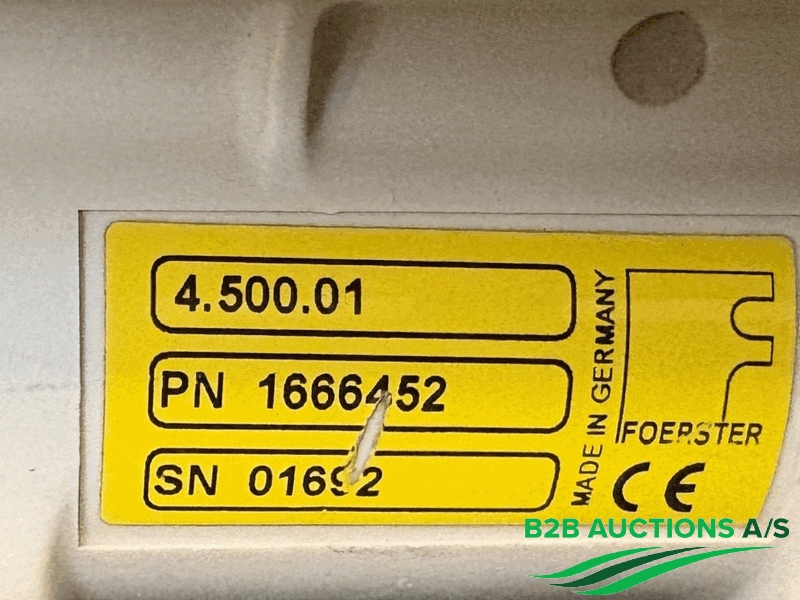 4.500.01
PN 1666452
SN 01692
MADE IN GERMANY
FOERSTER
CE
B2B AUCTIONS A/S